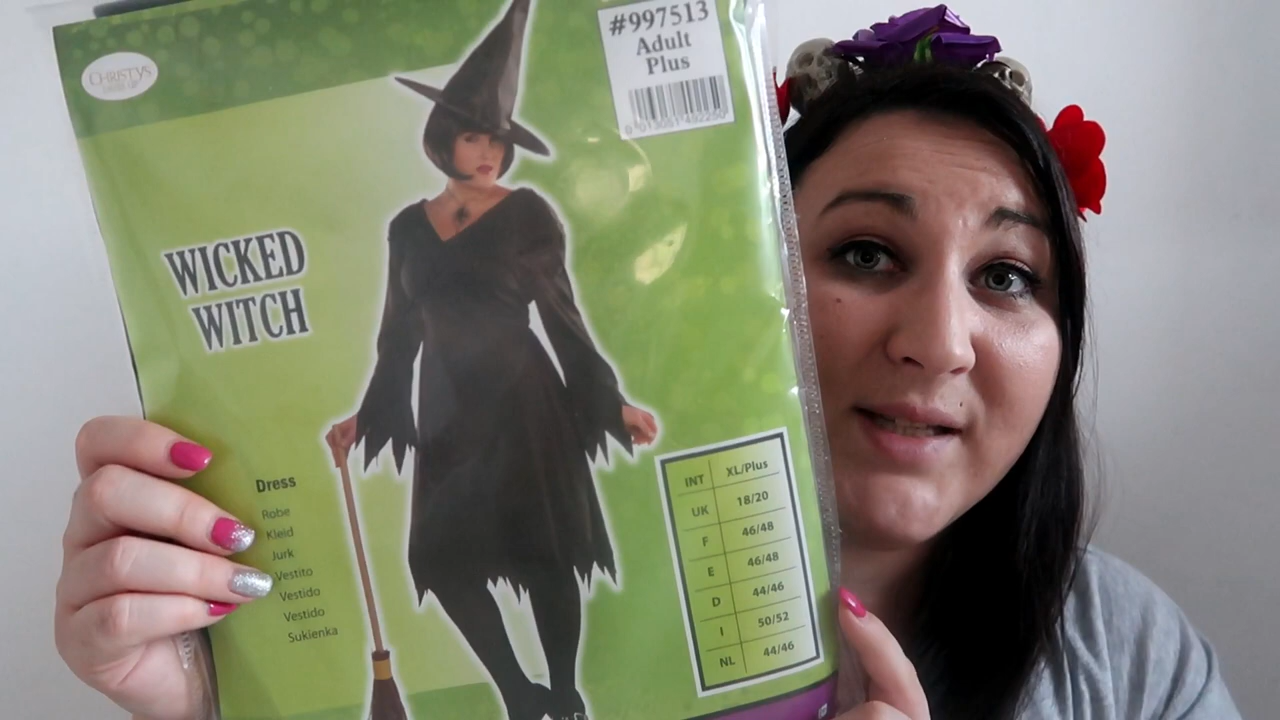 CHRISTYS
#997513
Adult
Plus
WICKED
WITCH
Dress
Robe
Kleid
Jurk
Vestito
Vestido
Vestido
Sukienka
INT XL/Plus
UK 18/20
F 46/48
E 46/48
D 44/46
I 50/52
NL 44/46